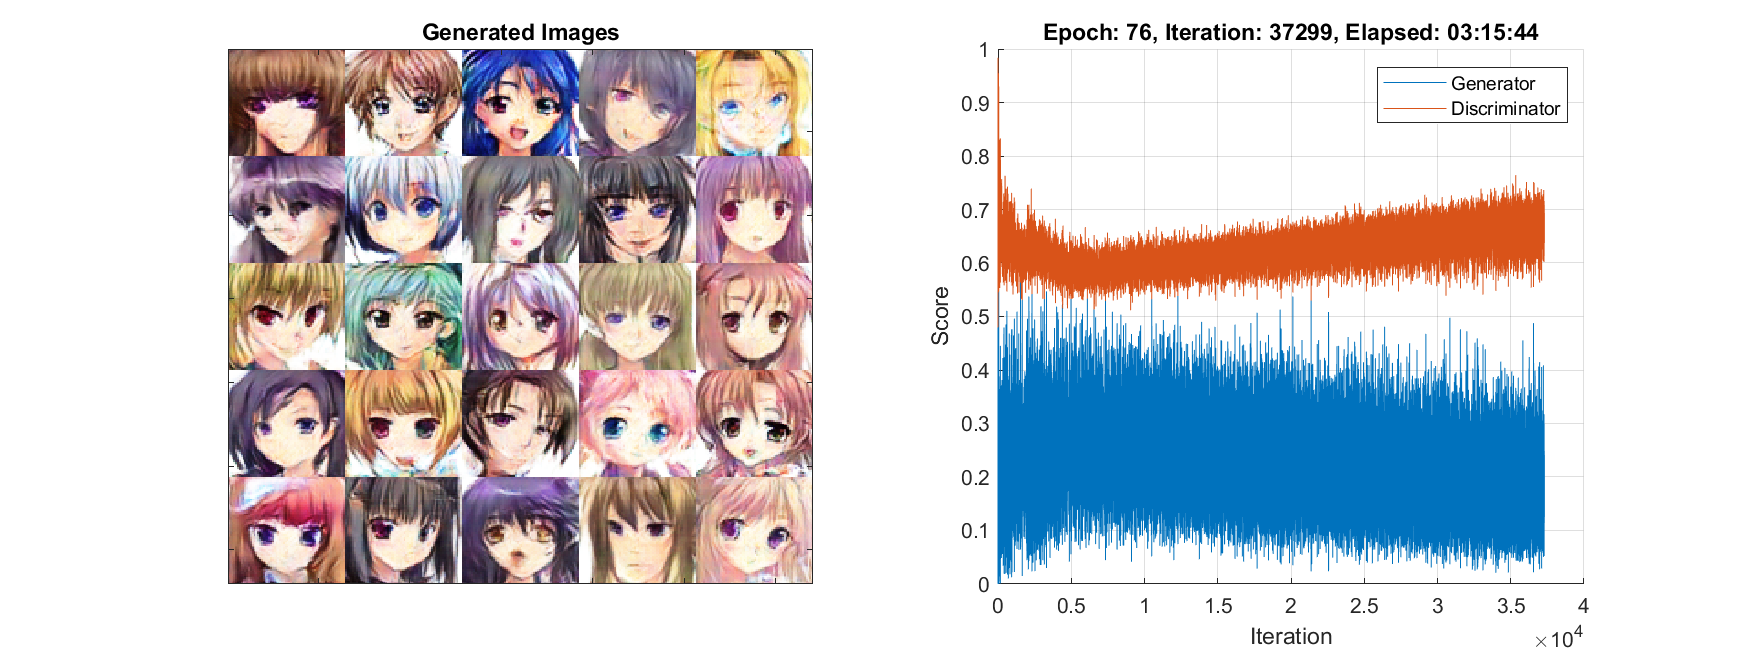 Generated Images
Epoch: 76, Iteration: 37299, Elapsed: 03:15:44
Generator
Discriminator
Score
1
0.9
0.8
0.7
0.6
0.5
0.4
0.3
0.2
0.1
0
0 0.5 1 1.5 2 2.5 3 3.5 4
Iteration
×10⁴